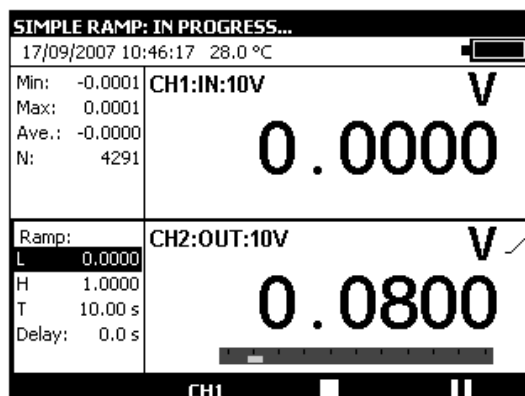 SIMPLE RAMP: IN PROGRESS...
17/09/2007 10:46:17 28.0 °C
Min: -0.0001
Max: 0.0001
Ave.: -0.0000
N: 4291
CH1:IN:10V
V
0.0000
Ramp:
L 0.0000
H 1.0000
T 10.00 s
Delay: 0.0 s
CH2:OUT:10V
V
0.0800
CH1